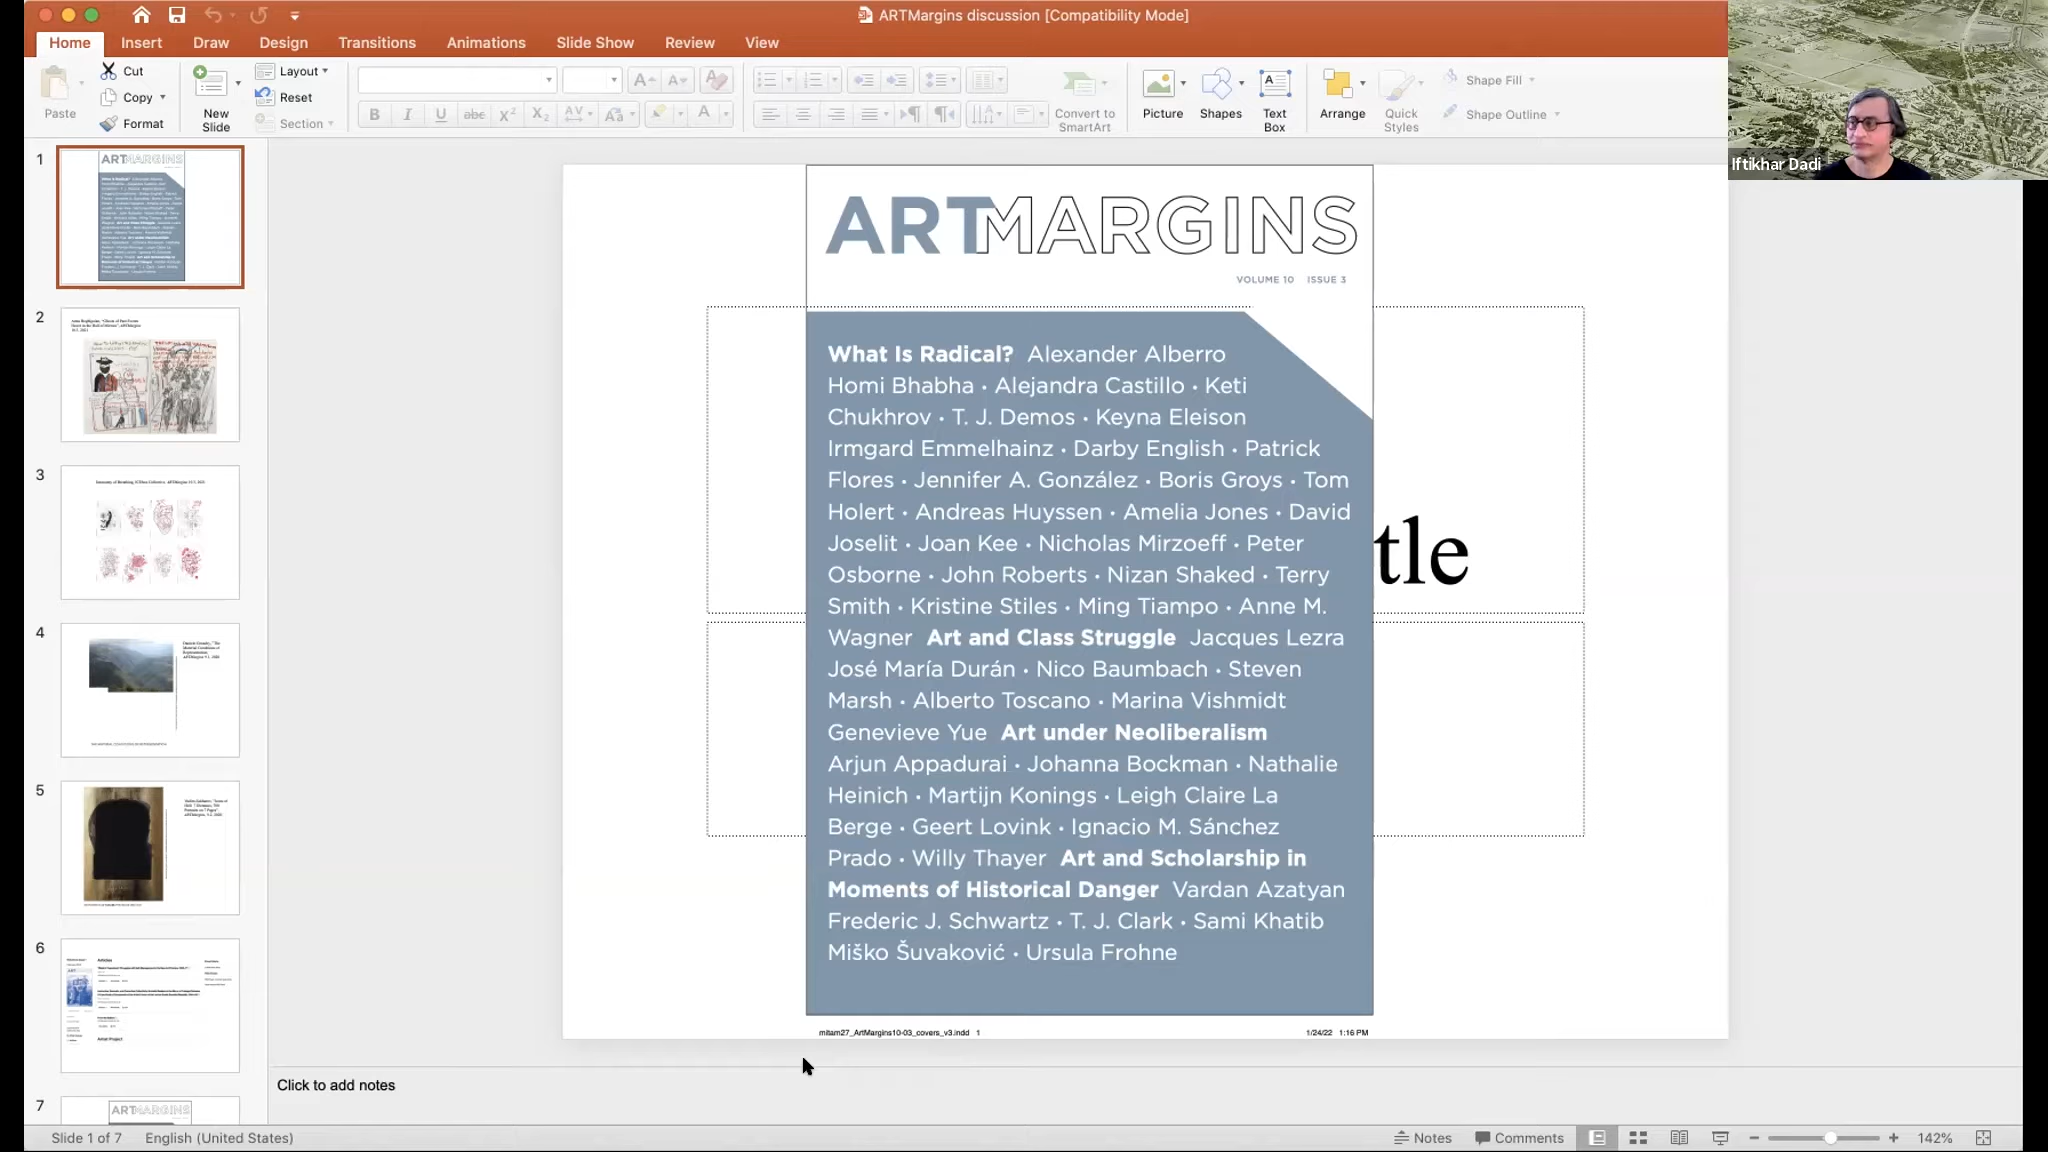 ARTMargins discussion [Compatibility Mode]
Home Insert Draw Design Transitions Animations Slide Show Review View
Paste
Cut
Copy
Format
New
Slide
Layout
Reset
Section
Convert to
SmartArt
Picture
Shapes
Text
Box
Arrange
Quick
Styles
Shape Fill
Shape Outline
Iftikhar Dadi
1
ARTMARGINS
2
3
4
5
6
7
ARTMARGINS
ARTMARGINS
VOLUME 10 ISSUE 3
What Is Radical? Alexander Alberro
Homi Bhabha · Alejandra Castillo · Keti
Chukhrov · T. J. Demos · Keyna Eleison
Irmgard Emmelhainz · Darby English · Patrick
Flores · Jennifer A. González · Boris Groys · Tom
Holert · Andreas Huyssen · Amelia Jones · David
Joselit · Joan Kee · Nicholas Mirzoeff · Peter
Osborne · John Roberts · Nizan Shaked · Terry
Smith · Kristine Stiles · Ming Tiampo · Anne M.
Wagner Art and Class Struggle Jacques Lezra
José María Durán · Nico Baumbach · Steven
Marsh · Alberto Toscano · Marina Vishmidt
Genevieve Yue Art under Neoliberalism
Arjun Appadurai · Johanna Bockman · Nathalie
Heinich · Martijn Konings · Leigh Claire La
Berge · Geert Lovink · Ignacio M. Sánchez
Prado · Willy Thayer Art and Scholarship in
Moments of Historical Danger Vardan Azatyan
Frederic J. Schwartz · T. J. Clark · Sami Khatib
Miško Šuvaković · Ursula Frohne
tle
mitam27_ArtMargins10-03_covers_v3.indd 1
1/24/22 1:16 PM
Click to add notes
Slide 1 of 7 English (United States)
Notes Comments 142%